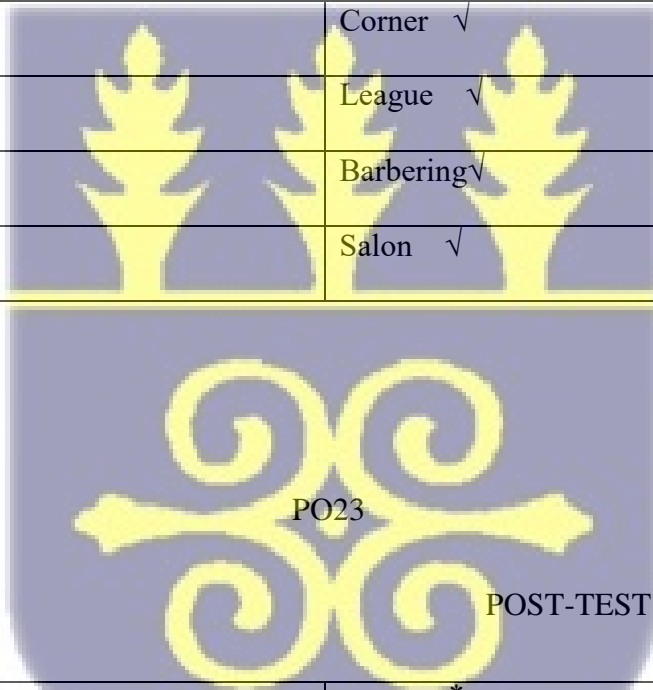 Corner √
League √
Barbering√
Salon √
PO23
POST-TEST
*